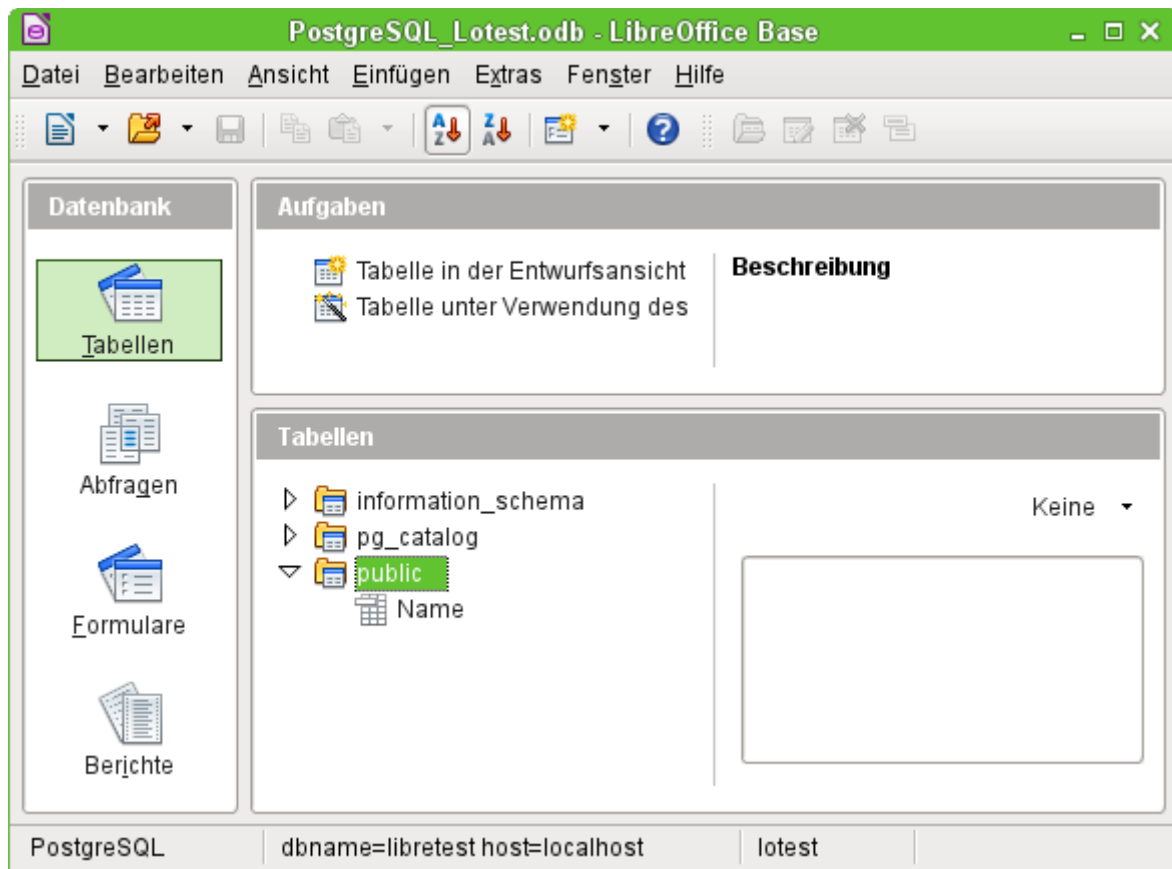 PostgreSQL_Lotest.odb - LibreOffice Base
Datei Bearbeiten Ansicht Einfügen Extras Fenster Hilfe
Datenbank
Tabellen
Abfragen
Formulare
Berichte
Aufgaben
Tabelle in der Entwurfsansicht
Tabelle unter Verwendung des
Beschreibung
Tabellen
information_schema
pg_catalog
public
Name
Keine
PostgreSQL dbname=libretest host=localhost lotest